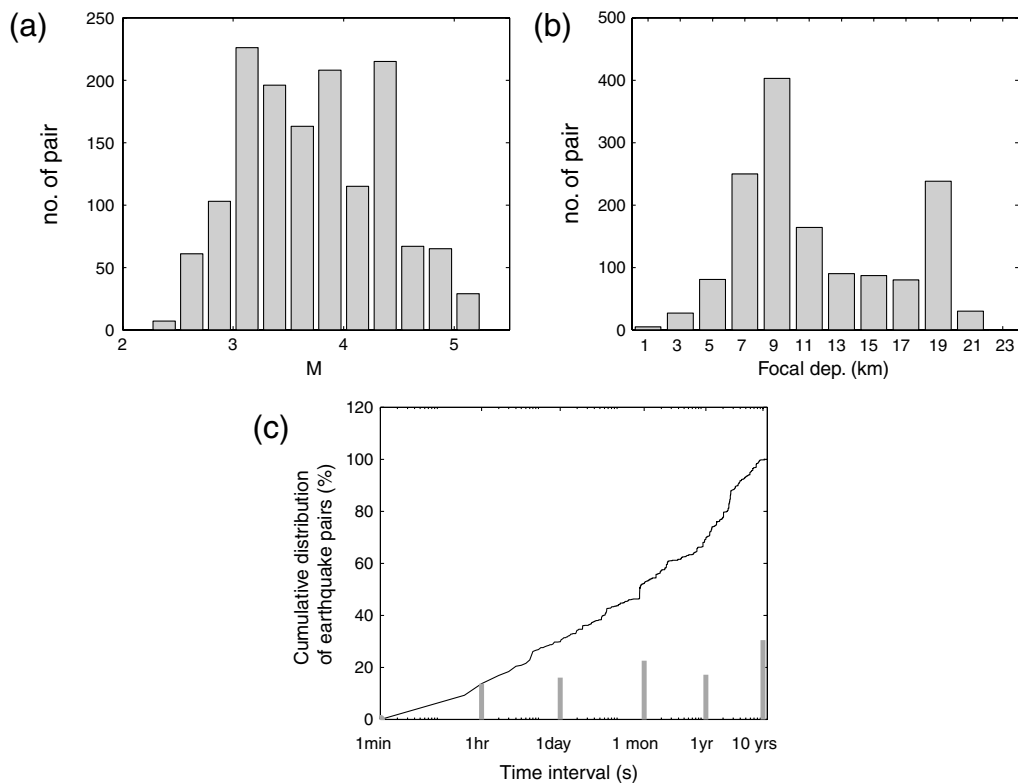 (a)
250
200
150
100
50
0
no. of pair
2 3 4 5
M
(b)
500
400
300
200
100
0
no. of pair
1 3 5 7 9 11 13 15 17 19 21 23
Focal dep. (km)
(c)
120
100
80
60
40
20
0
Cumulative distribution
of earthquake pairs (%)
1min 1hr 1day 1 mon 1yr 10 yrs
Time interval (s)